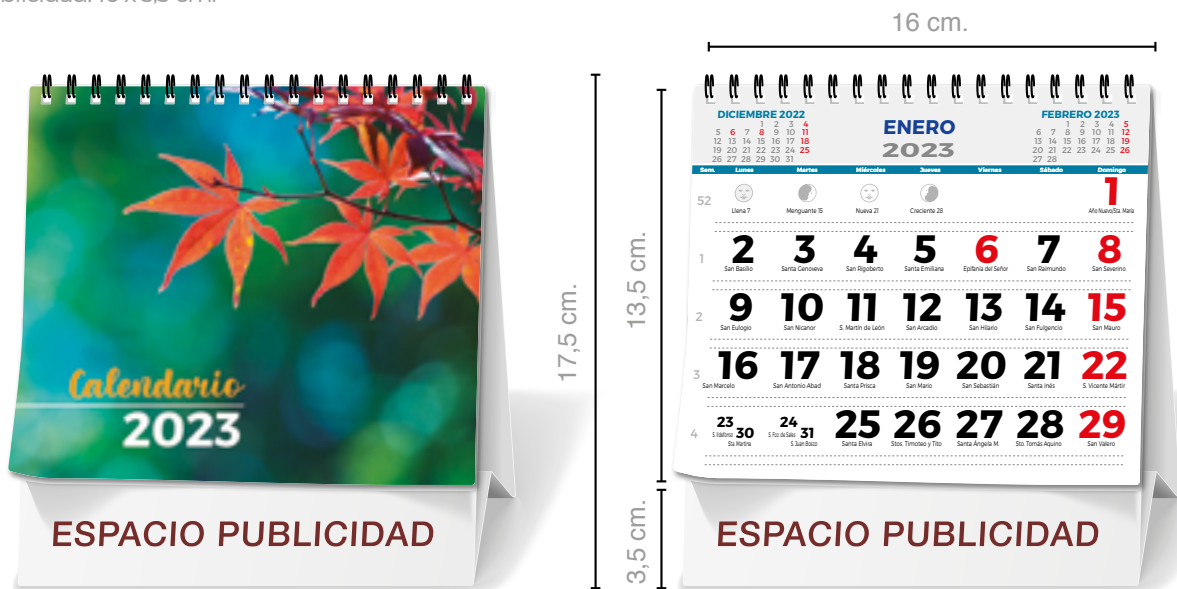 Calendario
2023
ESPACIO PUBLICIDAD
17,5 cm.
13,5 cm.
3,5 cm.
16 cm.
DICIEMBRE 2022
1 2 3 4
5 6 7 8 9 10 11
12 13 14 15 16 17 18
19 20 21 22 23 24 25
26 27 28 29 30 31
ENERO
2023
FEBRERO 2023
1 2 3 4 5
6 7 8 9 10 11 12
13 14 15 16 17 18 19
20 21 22 23 24 25 26
27 28
Sem. Lunes Martes Miércoles Jueves Viernes Sábado Domingo
52 1
Llena 7 Menguante 15 Nueva 21 Creciente 28 Año Nuevo/Sta. María
1 2 3 4 5 6 7 8
San Basilio Santa Genoveva San Rigoberto Santa Emiliana Epifanía del Señor San Raimundo San Severino
2 9 10 11 12 13 14 15
San Eulogio San Nicanor S. Martín de León San Arcadio San Hilario San Fulgencio San Mauro
3 16 17 18 19 20 21 22
San Marcelo San Antonio Abad Santa Prisca San Mario San Sebastián Santa Inés S. Vicente Mártir
4 23 30 24 31 25 26 27 28 29
S. Ildefonso Sta. Martina S. Fco. de Sales S. Juan Bosco Santa Elvira Stos. Timoteo y Tito Santa Ángela M. Sto. Tomás Aquino San Valero
ESPACIO PUBLICIDAD